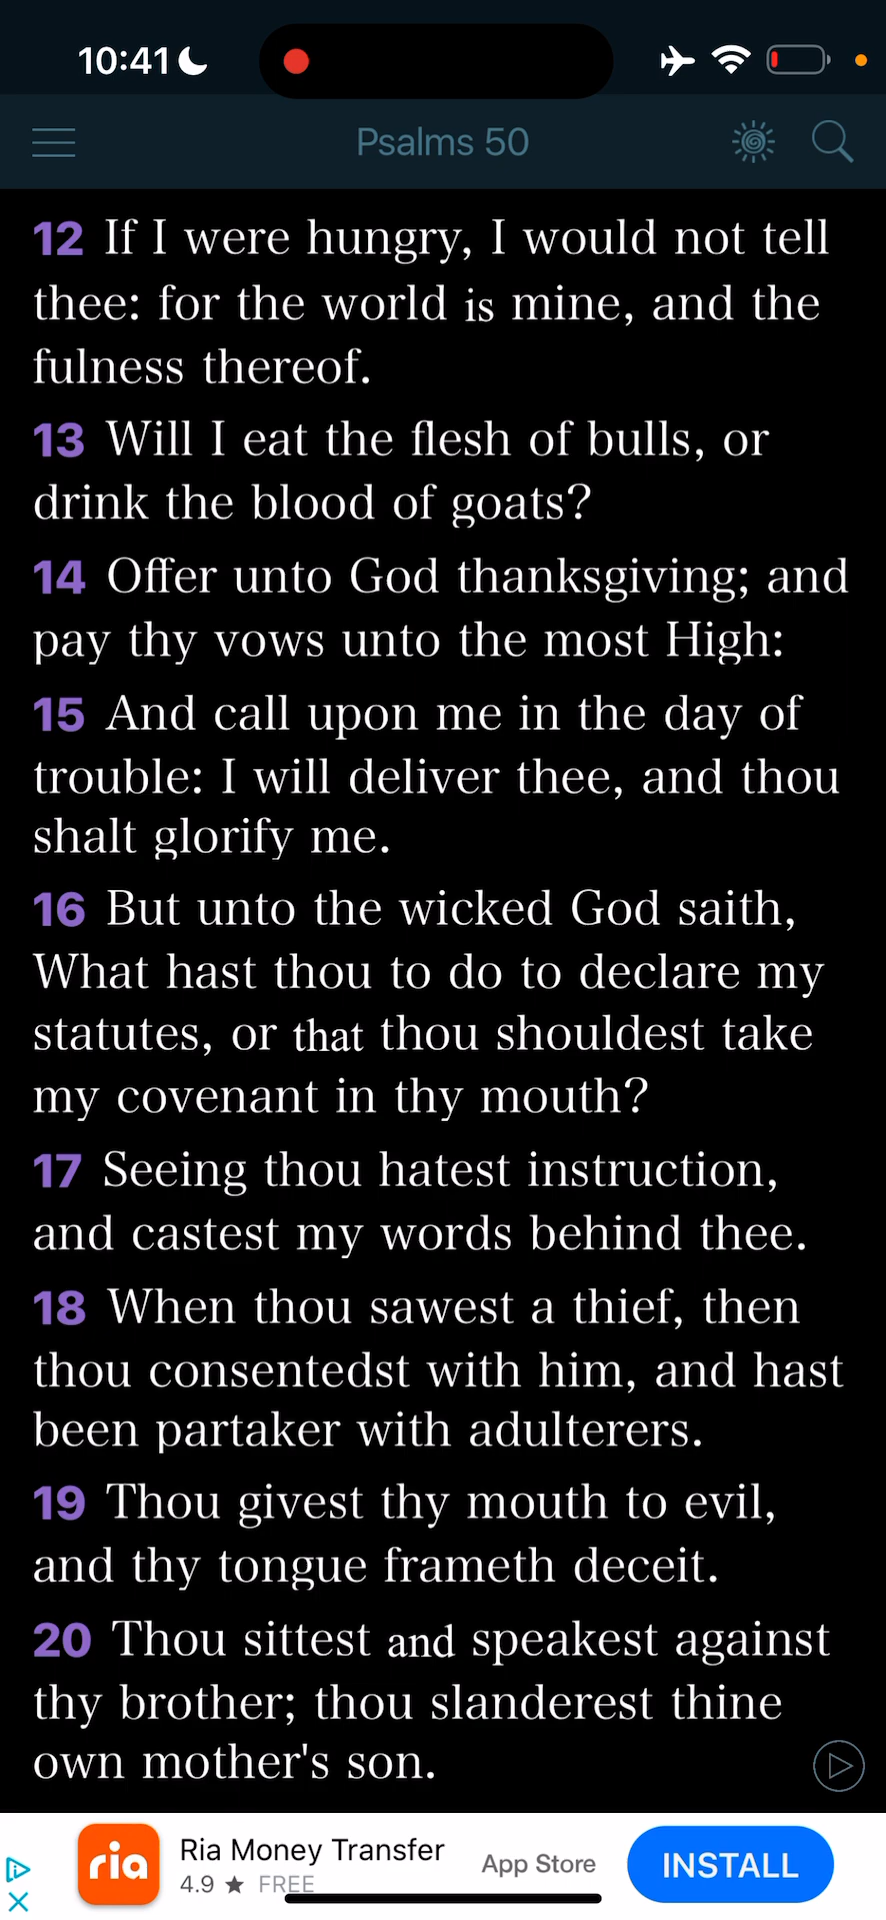 10:41
Psalms 50
12 If I were hungry, I would not tell
thee: for the world is mine, and the
fulness thereof.
13 Will I eat the flesh of bulls, or
drink the blood of goats?
14 Offer unto God thanksgiving; and
pay thy vows unto the most High:
15 And call upon me in the day of
trouble: I will deliver thee, and thou
shalt glorify me.
16 But unto the wicked God saith,
What hast thou to do to declare my
statutes, or that thou shouldest take
my covenant in thy mouth?
17 Seeing thou hatest instruction,
and castest my words behind thee.
18 When thou sawest a thief, then
thou consentedst with him, and hast
been partaker with adulterers.
19 Thou givest thy mouth to evil,
and thy tongue frameth deceit.
20 Thou sittest and speakest against
thy brother; thou slanderest thine
own mother's son.
ria
Ria Money Transfer
4.9 ★ FREE
App Store
INSTALL